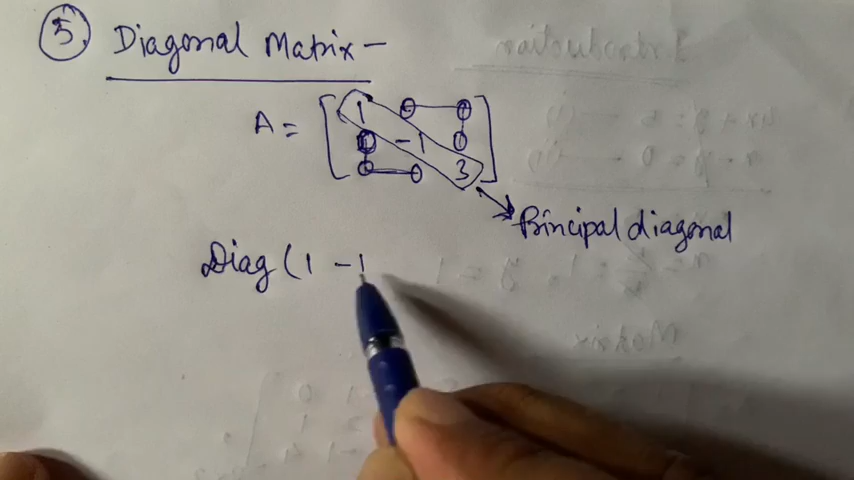 5. Diagonal Matrix-
A = [ 1 0 0
0 -1 0
0 0 3 ]
Principal diagonal
Diag ( 1 -1